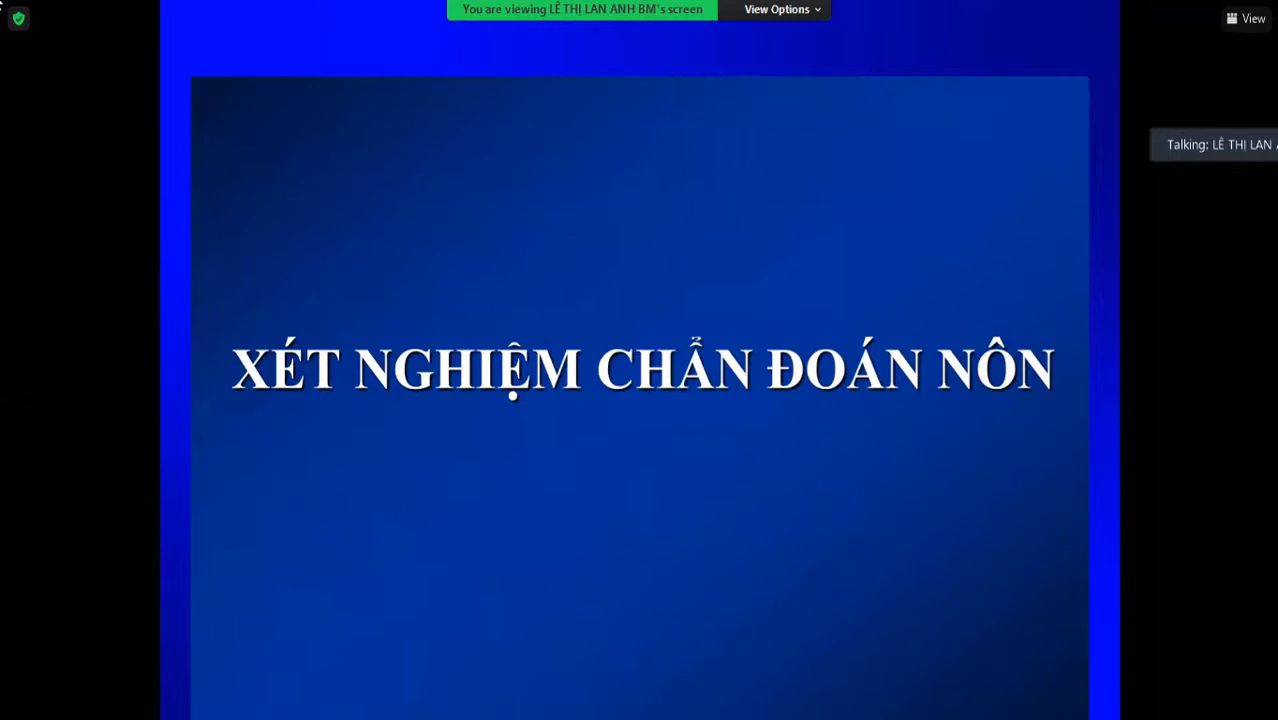 You are viewing LÊ THỊ LAN ANH BM's screen
View Options
View
Talking: LÊ THỊ LAN
XÉT NGHIỆM CHẨN ĐOÁN NÔN